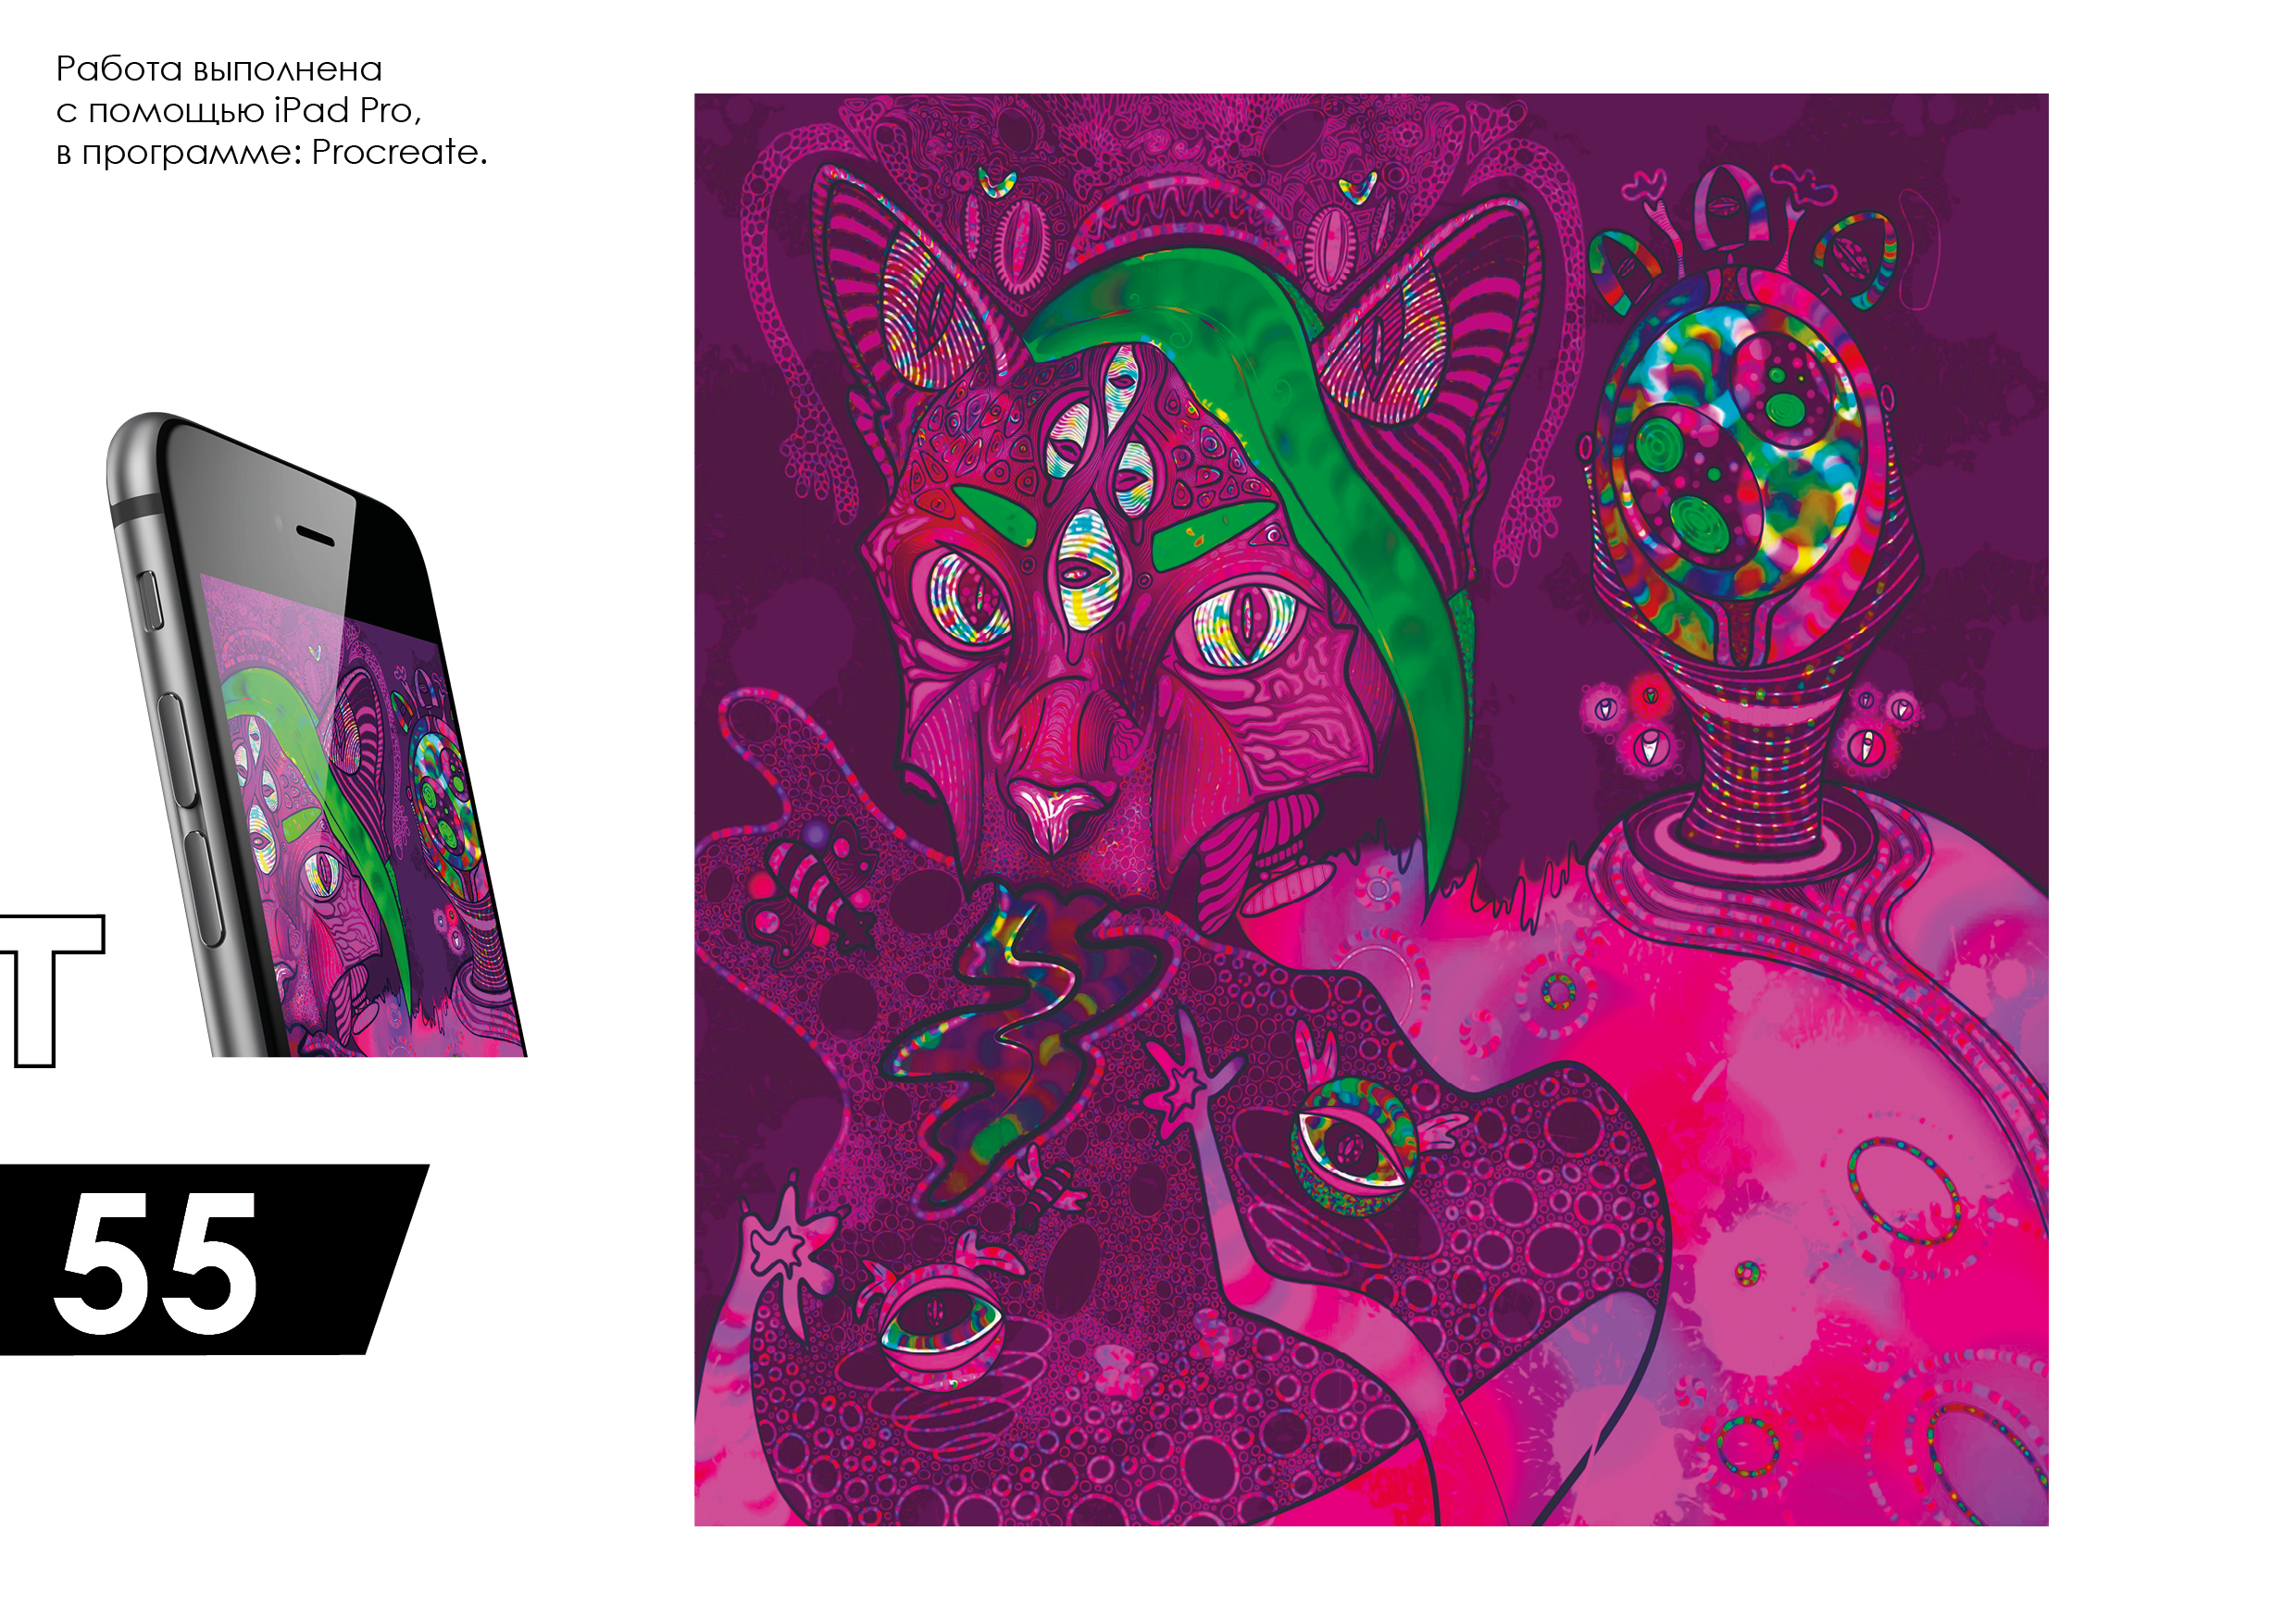 Работа выполнена
с помощью iPad Pro,
в программе: Procreate.
Т
55